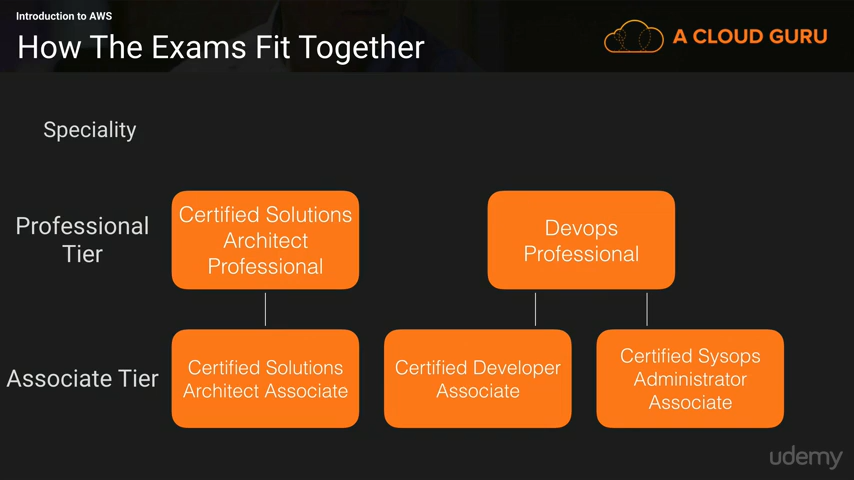 Introduction to AWS
How The Exams Fit Together
A CLOUD GURU
Speciality
Professional
Tier
Certified Solutions
Architect
Professional
Devops
Professional
Associate Tier
Certified Solutions
Architect Associate
Certified Developer
Associate
Certified Sysops
Administrator
Associate
udemy